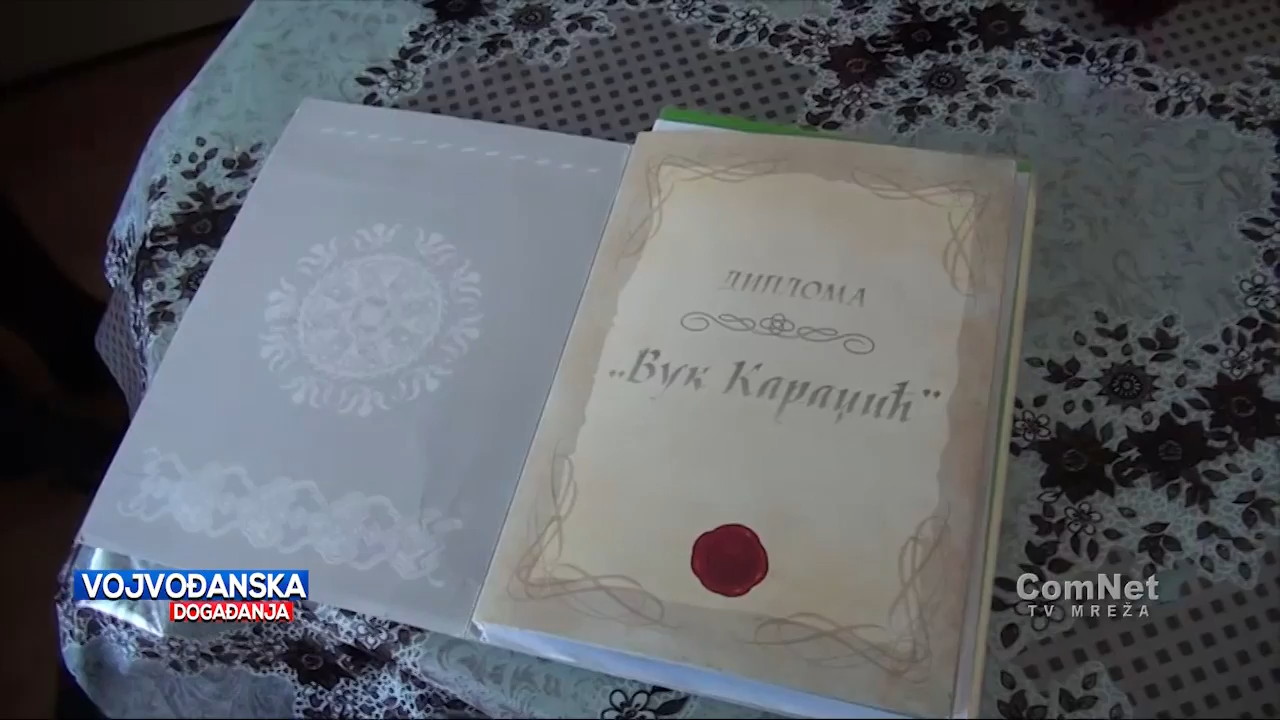 ДИПЛОМА
„Вук Караџић"
VOJVOĐANSKA
DOGAĐANJA
ComNet
TV MREŽA